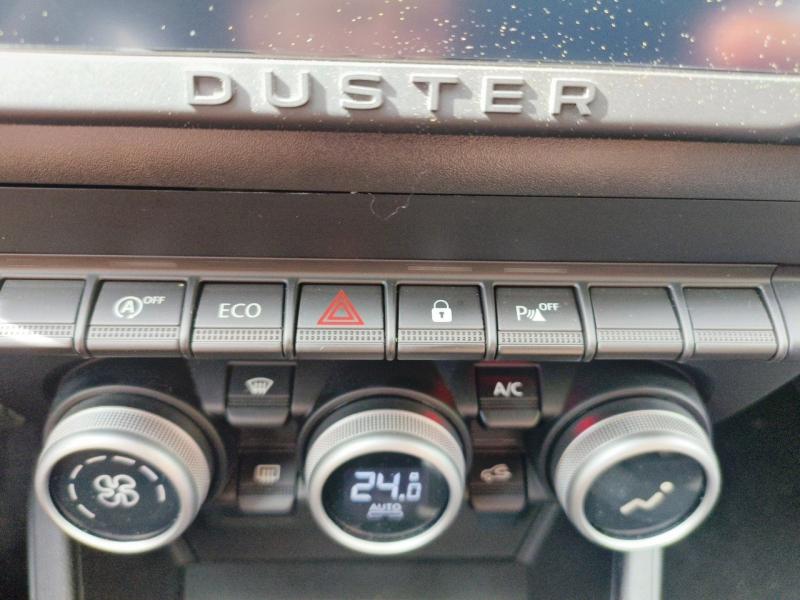 DUSTER
A OFF
ECO
P OFF
A/C
24.0
AUTO